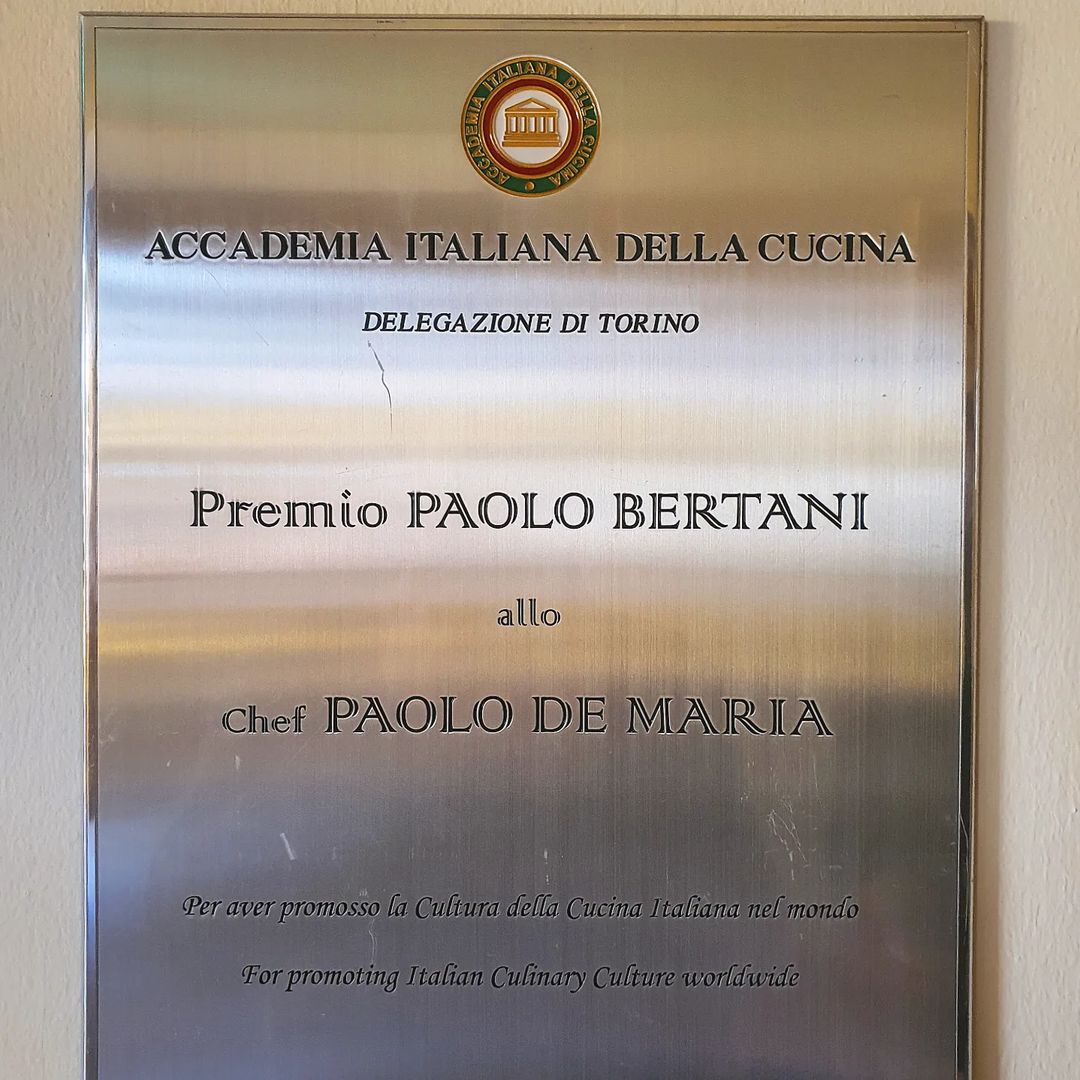 ACCADEMIA ITALIANA DELLA CUCINA
ACCADEMIA ITALIANA DELLA CUCINA
DELEGAZIONE DI TORINO
Premio PAOLO BERTANI
allo
Chef PAOLO DE MARIA
Per aver promosso la Cultura della Cucina Italiana nel mondo
For promoting Italian Culinary Culture worldwide